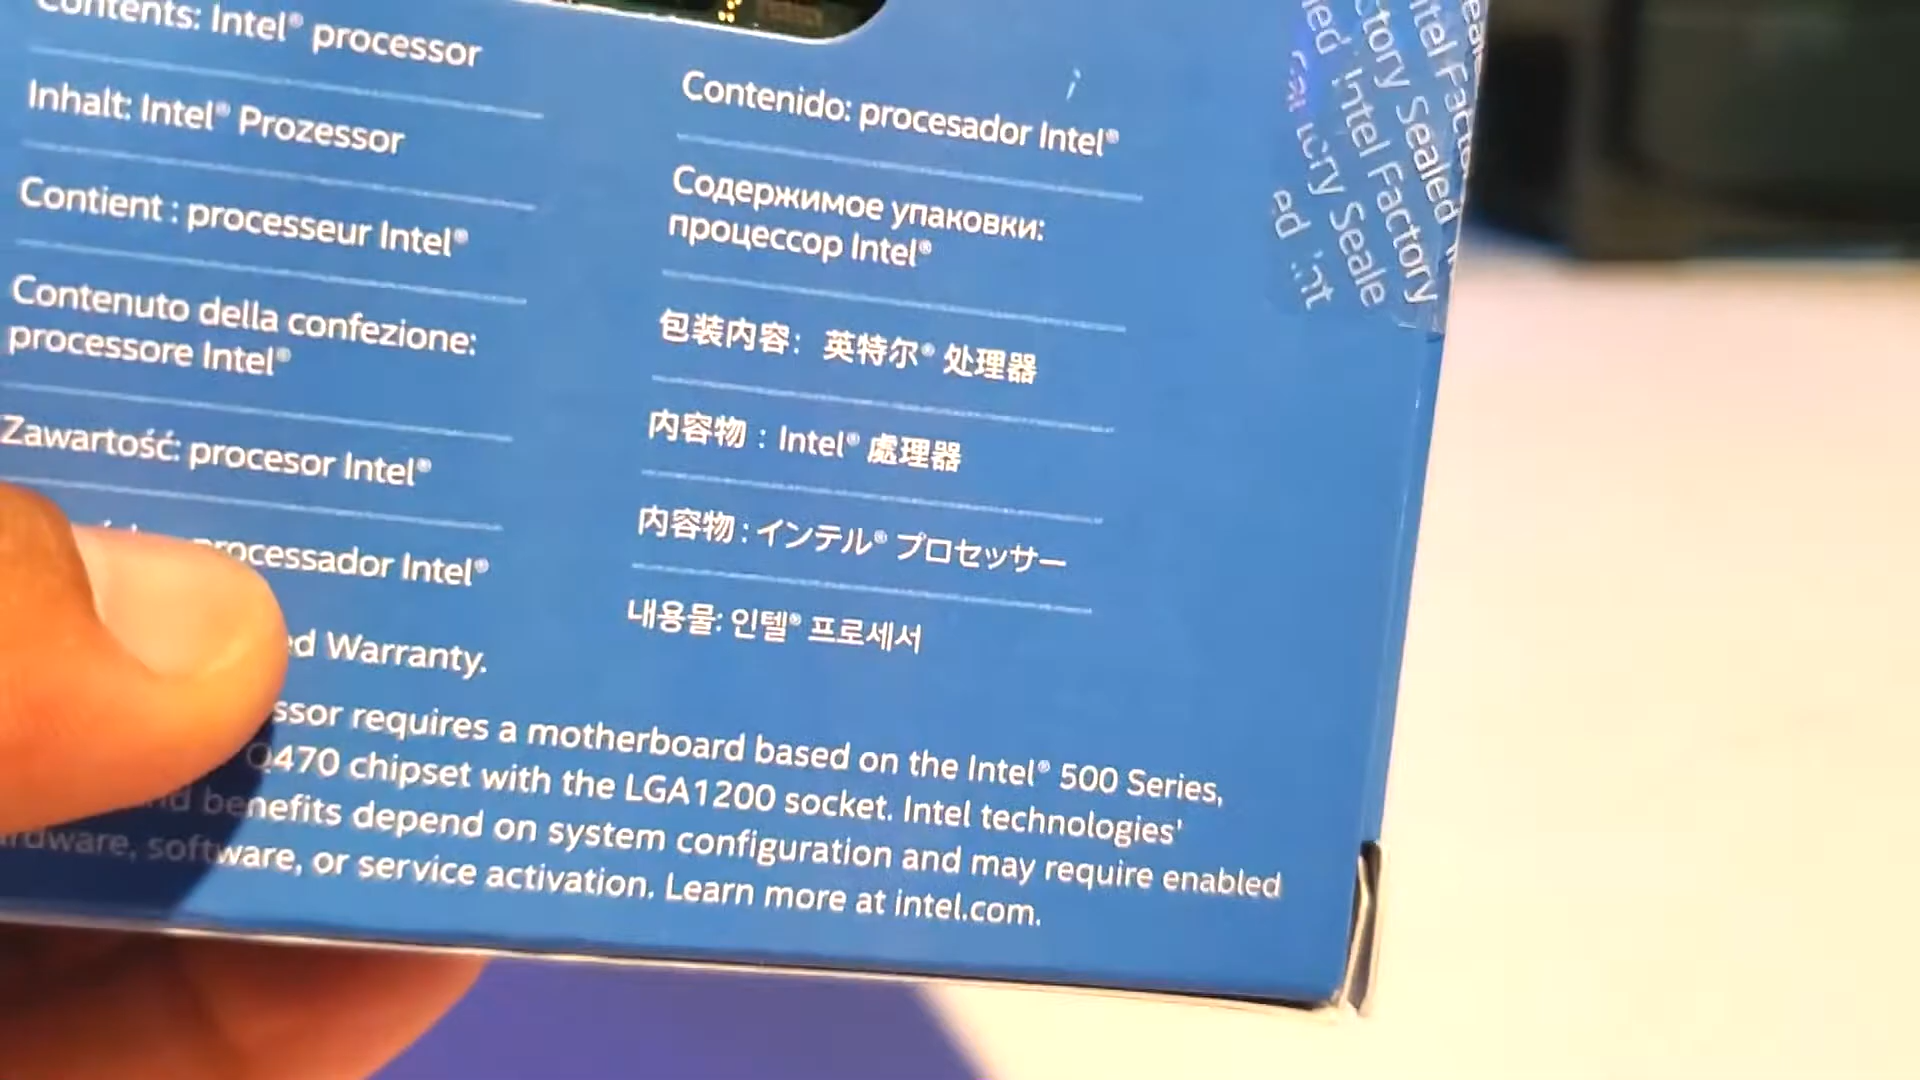 Contents: Intel® processor
Inhalt: Intel® Prozessor
Contient : processeur Intel®
Contenuto della confezione:
processore Intel®
Zawartość: procesor Intel®
processador Intel®
Warranty.
Contenido: procesador Intel®
Содержимое упаковки:
процессор Intel®
包装内容：英特尔® 处理器
内容物：Intel® 處理器
内容物 : インテル® プロセッサー
내용물: 인텔® 프로세서
requires a motherboard based on the Intel® 500 Series,
Q470 chipset with the LGA1200 socket. Intel technologies'
benefits depend on system configuration and may require enabled
software, or service activation. Learn more at intel.com.
Intel Factory
Sealed
Intel Factory